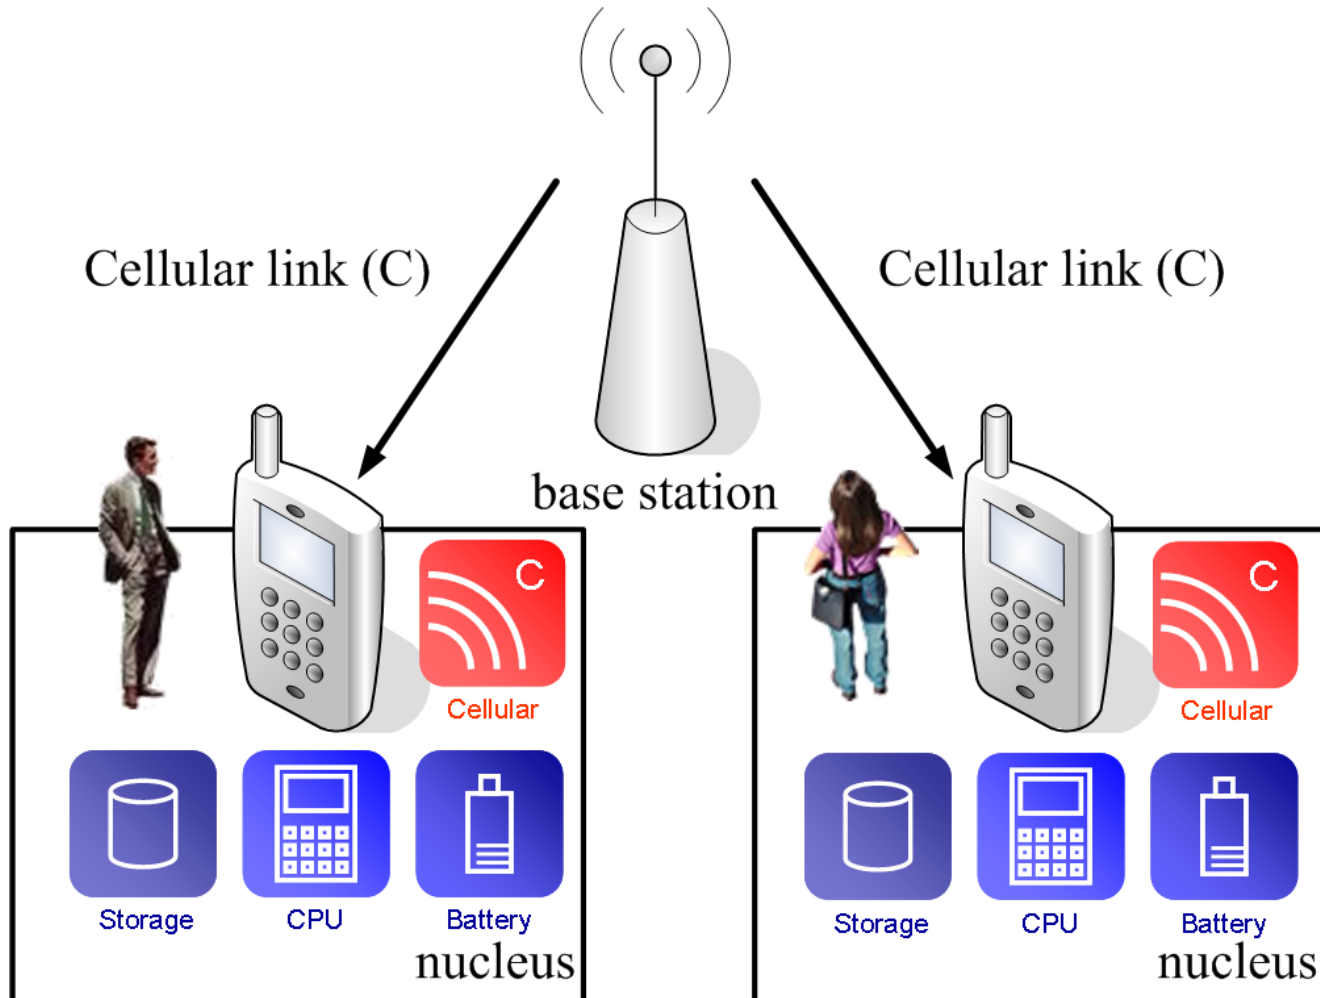 Cellular link (C)
Cellular link (C)
base station
C
Cellular
C
Cellular
Storage
CPU
Battery
nucleus
Storage
CPU
Battery
nucleus